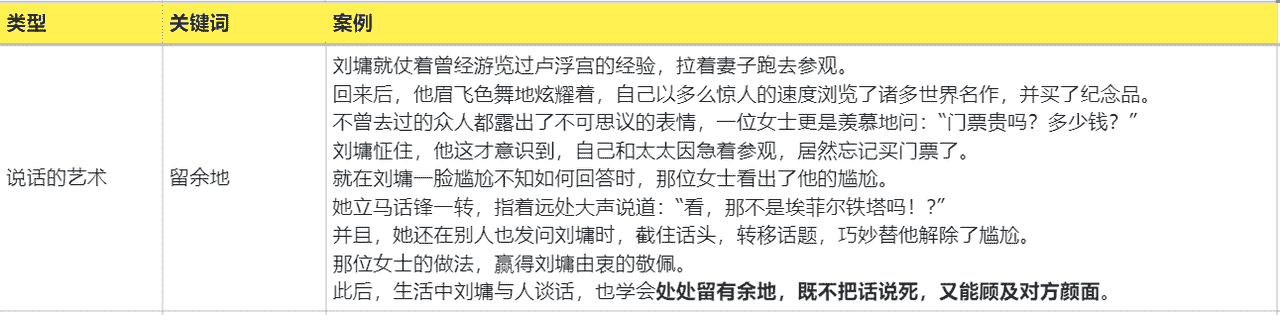 类型 关键词 案例
刘墉就仗着曾经游览过卢浮宫的经验，拉着妻子跑去参观。
回来后，他眉飞色舞地炫耀着，自己以多么惊人的速度浏览了诸多世界名作，并买了纪念品。
不曾去过的众人都露出了不可思议的表情，一位女士更是羡慕地问：“门票贵吗？多少钱？”
刘墉怔住，他这才意识到，自己和太太因急着参观，居然忘记买门票了。
说话的艺术 留余地 就在刘墉一脸尴尬不知如何回答时，那位女士看出了他的尴尬。
她立马话锋一转，指着远处大声说道：“看，那不是埃菲尔铁塔吗！？”
并且，她还在别人也发问刘墉时，截住话头，转移话题，巧妙替他解除了尴尬。
那位女士的做法，赢得刘墉由衷的敬佩。
此后，生活中刘墉与人谈话，也学会处处留有余地，既不把话说死，又能顾及对方颜面。